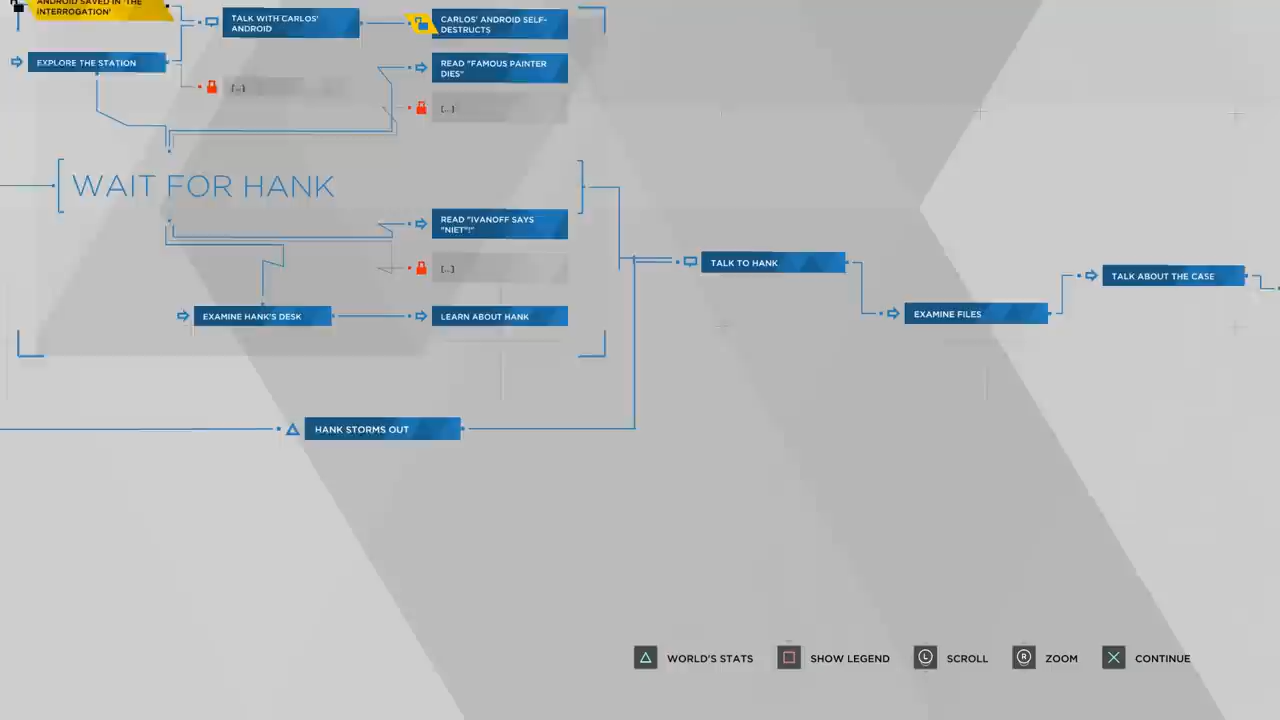 ANDROID SAVED IN 'THE
INTERROGATION'
TALK WITH CARLOS'
ANDROID
CARLOS' ANDROID SELF-
DESTRUCTS
EXPLORE THE STATION
READ "FAMOUS PAINTER
DIES"
[...]
[...]
WAIT FOR HANK
READ "IVANOFF SAYS
"NIET"!"
[...]
TALK TO HANK
TALK ABOUT THE CASE
EXAMINE HANK'S DESK
LEARN ABOUT HANK
EXAMINE FILES
HANK STORMS OUT
WORLD'S STATS
SHOW LEGEND
L
SCROLL
R
ZOOM
CONTINUE